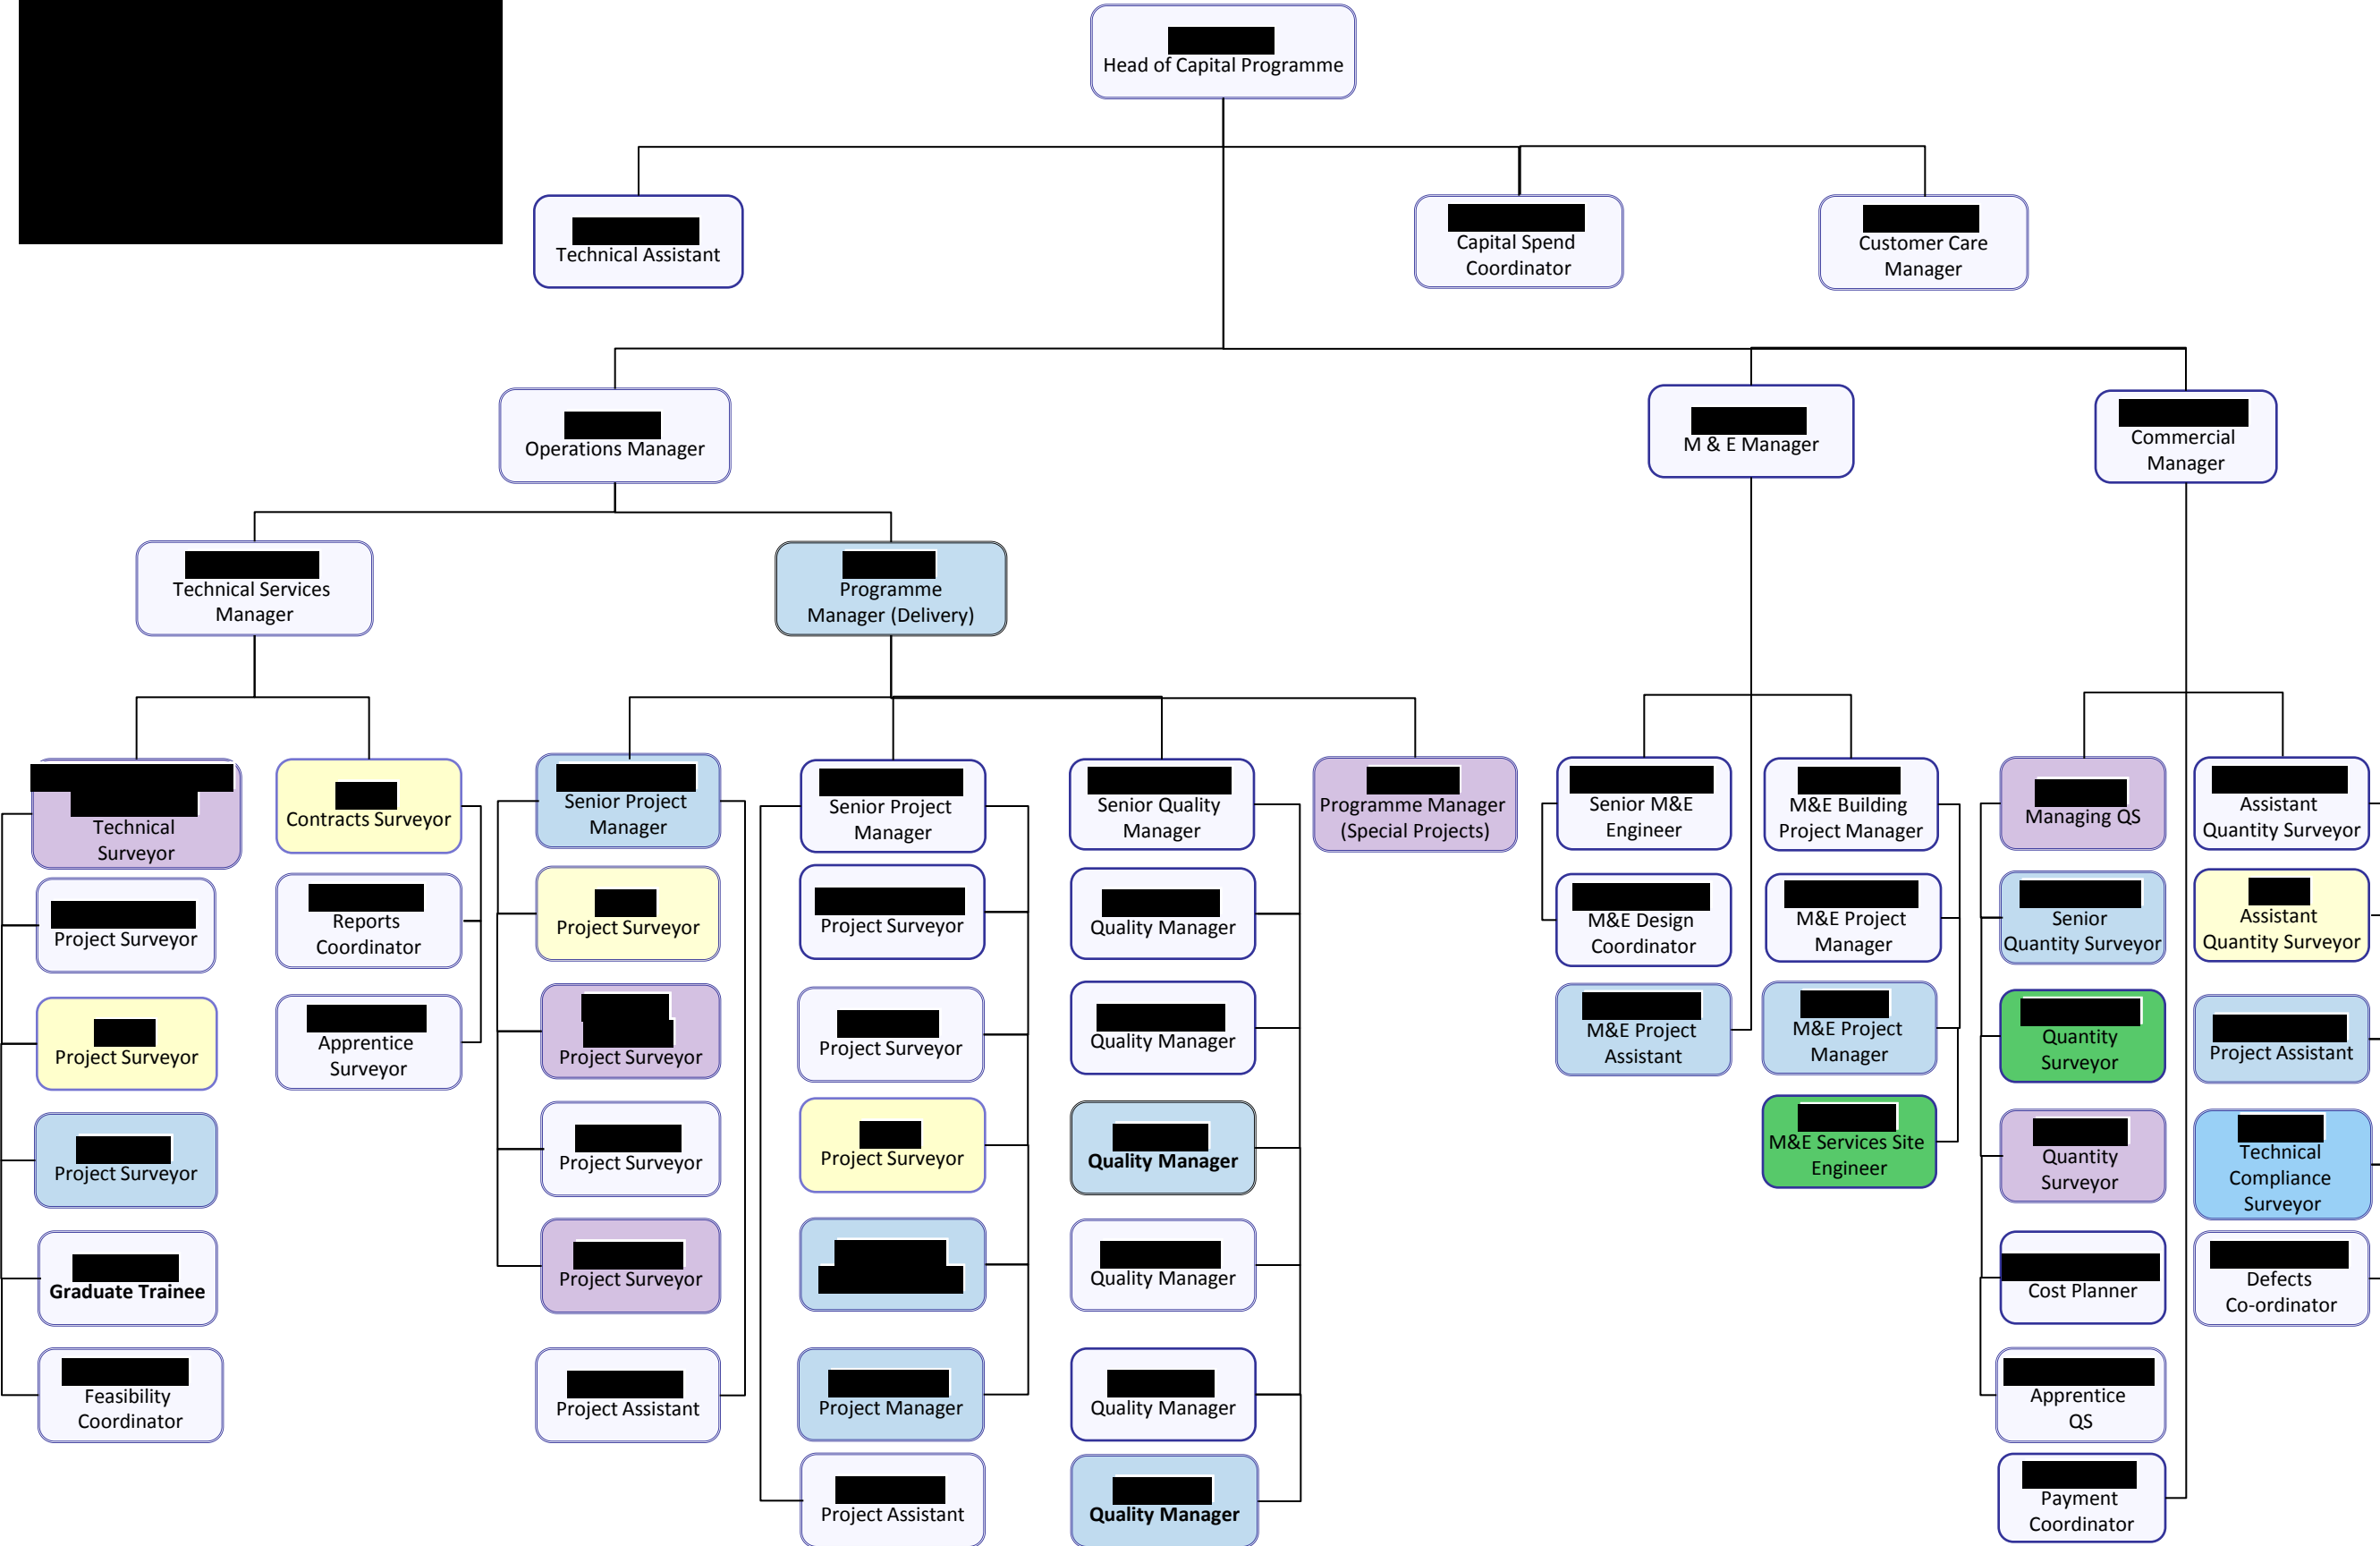 Head of Capital Programme
Technical Assistant
Capital Spend
Coordinator
Customer Care
Manager
Operations Manager
M & E Manager
Commercial
Manager
Technical Services
Manager
Programme
Manager (Delivery)
Technical
Surveyor
Project Surveyor
Project Surveyor
Project Surveyor
Graduate Trainee
Feasibility
Coordinator
Contracts Surveyor
Reports
Coordinator
Apprentice
Surveyor
Senior Project
Manager
Project Surveyor
Project Surveyor
Project Surveyor
Project Surveyor
Project Assistant
Senior Project
Manager
Project Surveyor
Project Surveyor
Project Surveyor
Project Manager
Project Assistant
Senior Quality
Manager
Quality Manager
Quality Manager
Quality Manager
Quality Manager
Quality Manager
Quality Manager
Programme Manager
(Special Projects)
Senior M&E
Engineer
M&E Design
Coordinator
M&E Project
Assistant
M&E Building
Project Manager
M&E Project
Manager
M&E Project
Manager
M&E Services Site
Engineer
Managing QS
Senior
Quantity Surveyor
Quantity
Surveyor
Quantity
Surveyor
Cost Planner
Apprentice
QS
Payment
Coordinator
Assistant
Quantity Surveyor
Assistant
Quantity Surveyor
Project Assistant
Technical
Compliance
Surveyor
Defects
Co-ordinator